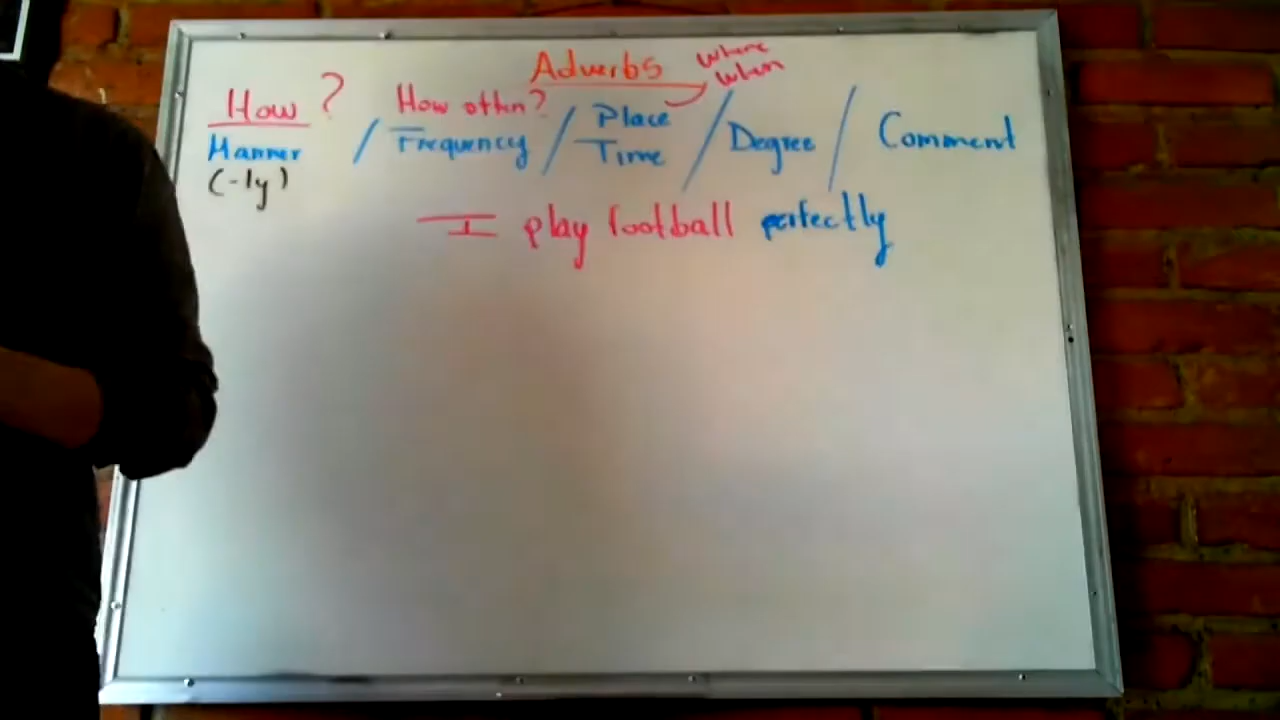 Adverbs where
when
How ? How often?
Manner / Frequency / Place
Time / Degree / Comment
(-ly)
I play football perfectly